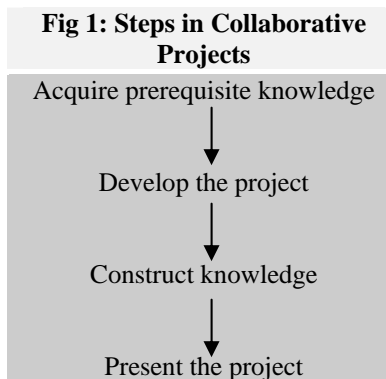 Fig 1: Steps in Collaborative
Projects
Acquire prerequisite knowledge
Develop the project
Construct knowledge
Present the project